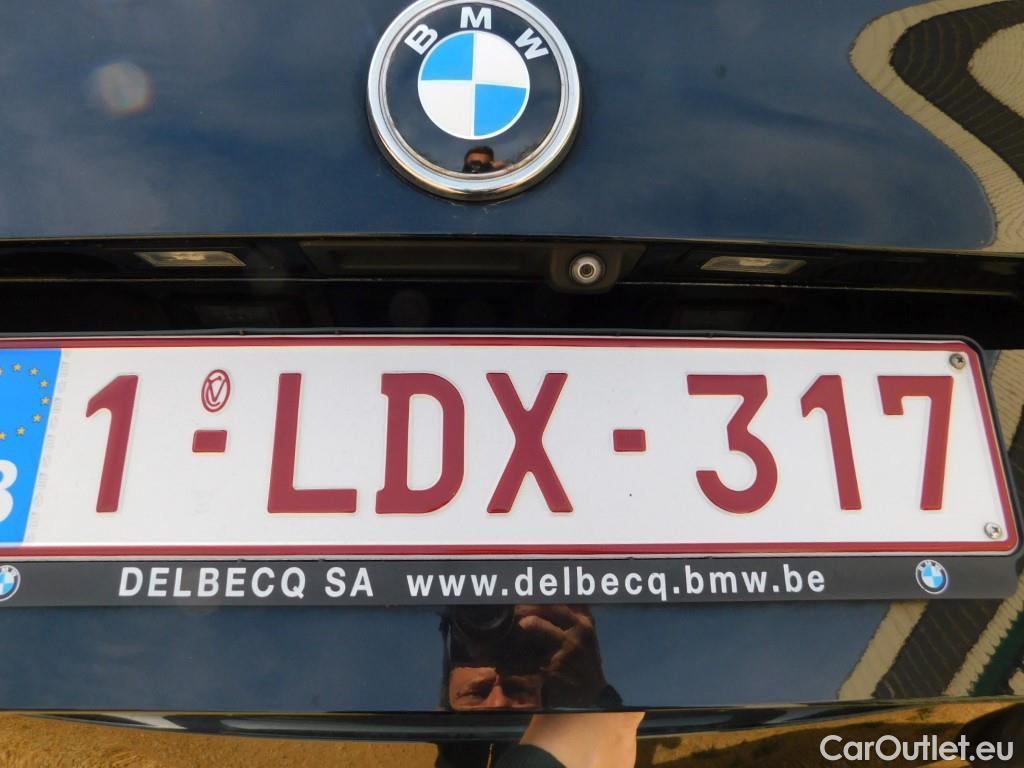 BMW
B
1-LDX-317
DELBECQ SA www.delbecq.bmw.be
CarOutlet.eu